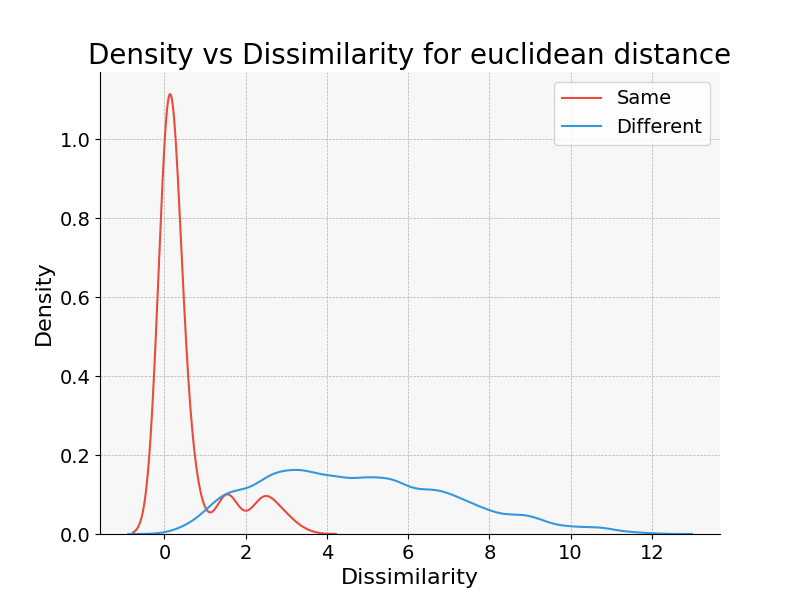 Density vs Dissimilarity for euclidean distance
Same
Different
Density
1.0
0.8
0.6
0.4
0.2
0.0
0 2 4 6 8 10 12
Dissimilarity